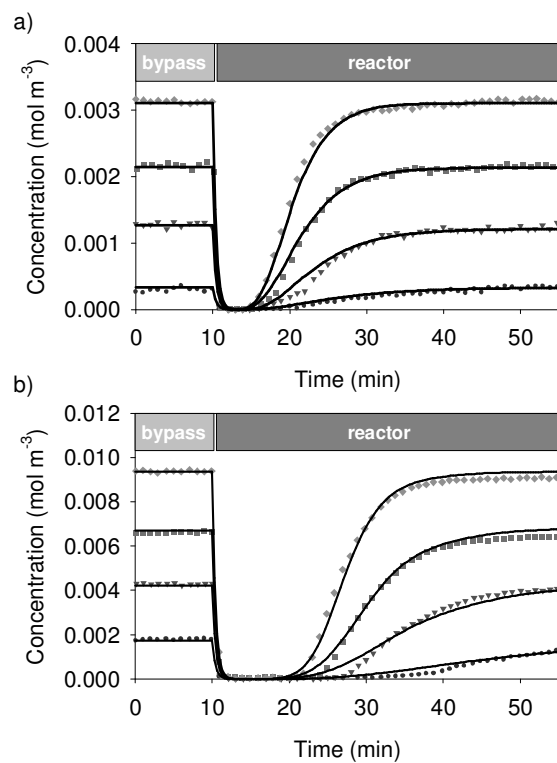 a)
0.004
bypass
reactor
0.003
0.002
0.001
0.000
Concentration (mol m-3)
0 10 20 30 40 50
Time (min)
b)
0.012
bypass
reactor
0.010
0.008
0.006
0.004
0.002
0.000
Concentration (mol m-3)
0 10 20 30 40 50
Time (min)